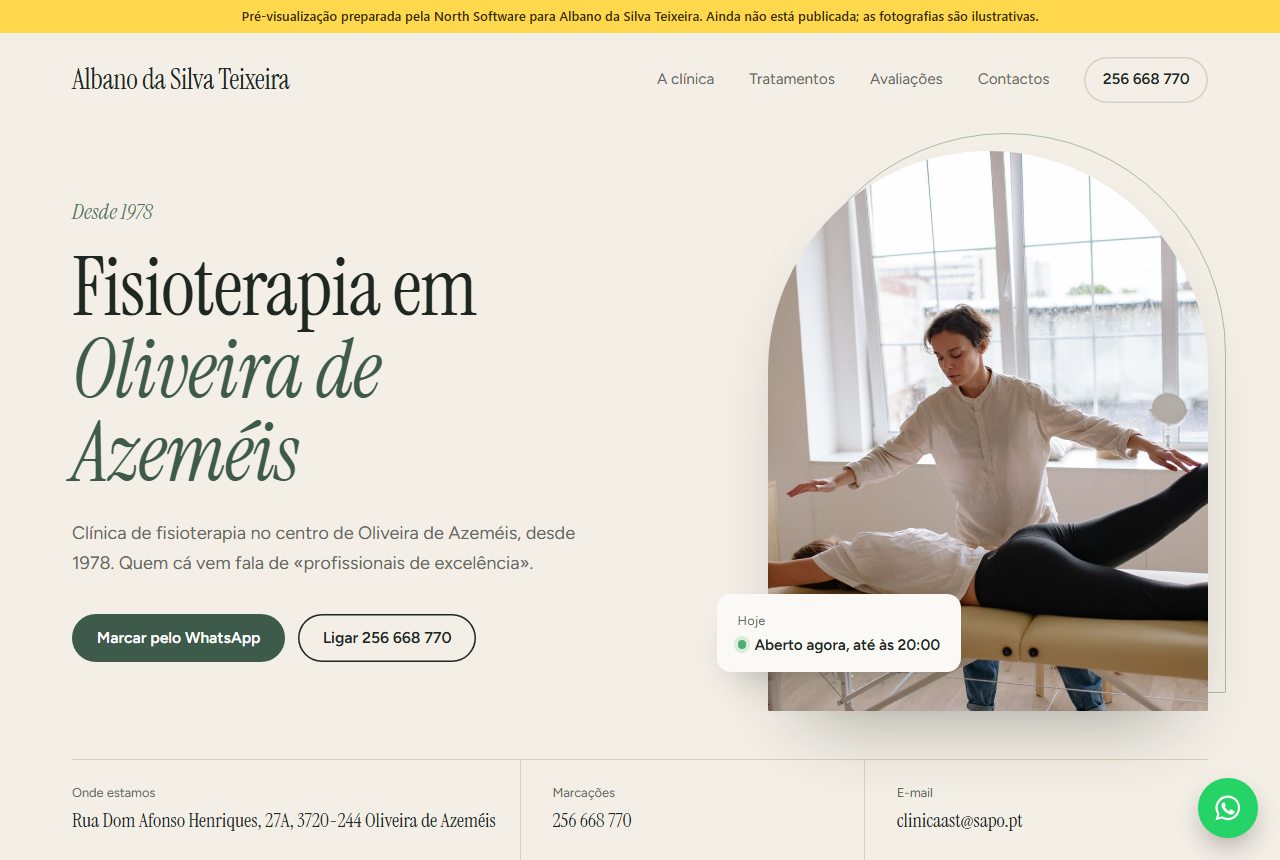 Pré-visualização preparada pela North Software para Albano da Silva Teixeira. Ainda não está publicada; as fotografias são ilustrativas.
Albano da Silva Teixeira
A clínica
Tratamentos
Avaliações
Contactos
256 668 770
Desde 1978
Fisioterapia em
Oliveira de
Azeméis
Clínica de fisioterapia no centro de Oliveira de Azeméis, desde
1978. Quem cá vem fala de «profissionais de excelência».
Marcar pelo WhatsApp
Ligar 256 668 770
Hoje
Aberto agora, até às 20:00
Onde estamos
Rua Dom Afonso Henriques, 27A, 3720-244 Oliveira de Azeméis
Marcações
256 668 770
E-mail
clinicaast@sapo.pt